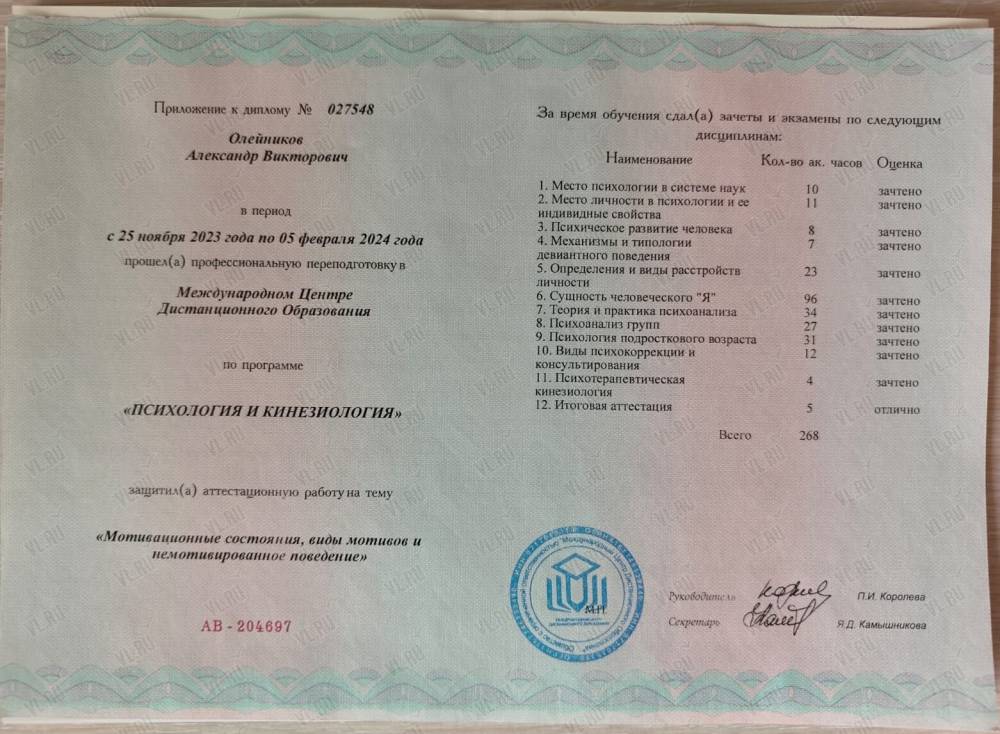 Приложение к диплому № 027548
Олейников
Александр Викторович
в период
с 25 ноября 2023 года по 05 февраля 2024 года
прошел(а) профессиональную переподготовку в
Международном Центре
Дистанционного Образования
по программе
«ПСИХОЛОГИЯ И КИНЕЗИОЛОГИЯ»
защитил(а) аттестационную работу на тему
«Мотивационные состояния, виды мотивов и
немотивированное поведение»
АВ - 204697
За время обучения сдал(а) зачеты и экзамены по следующим
дисциплинам:
Наименование Кол-во ак. часов Оценка
1. Место психологии в системе наук 10 зачтено
2. Место личности в психологии и ее 11 зачтено
индивидные свойства
3. Психическое развитие человека 8 зачтено
4. Механизмы и типологии 7 зачтено
девиантного поведения
5. Определения и виды расстройств 23 зачтено
личности
6. Сущность человеческого "Я" 96 зачтено
7. Теория и практика психоанализа 34 зачтено
8. Психоанализ групп 27 зачтено
9. Психология подросткового возраста 31 зачтено
10. Виды психокоррекции и 12 зачтено
консультирования
11. Психотерапевтическая 4 зачтено
кинезиология
12. Итоговая аттестация 5 отлично
Всего 268
М.П.
Руководитель П.И. Королева
Секретарь Я.Д. Камышникова
VL.RU